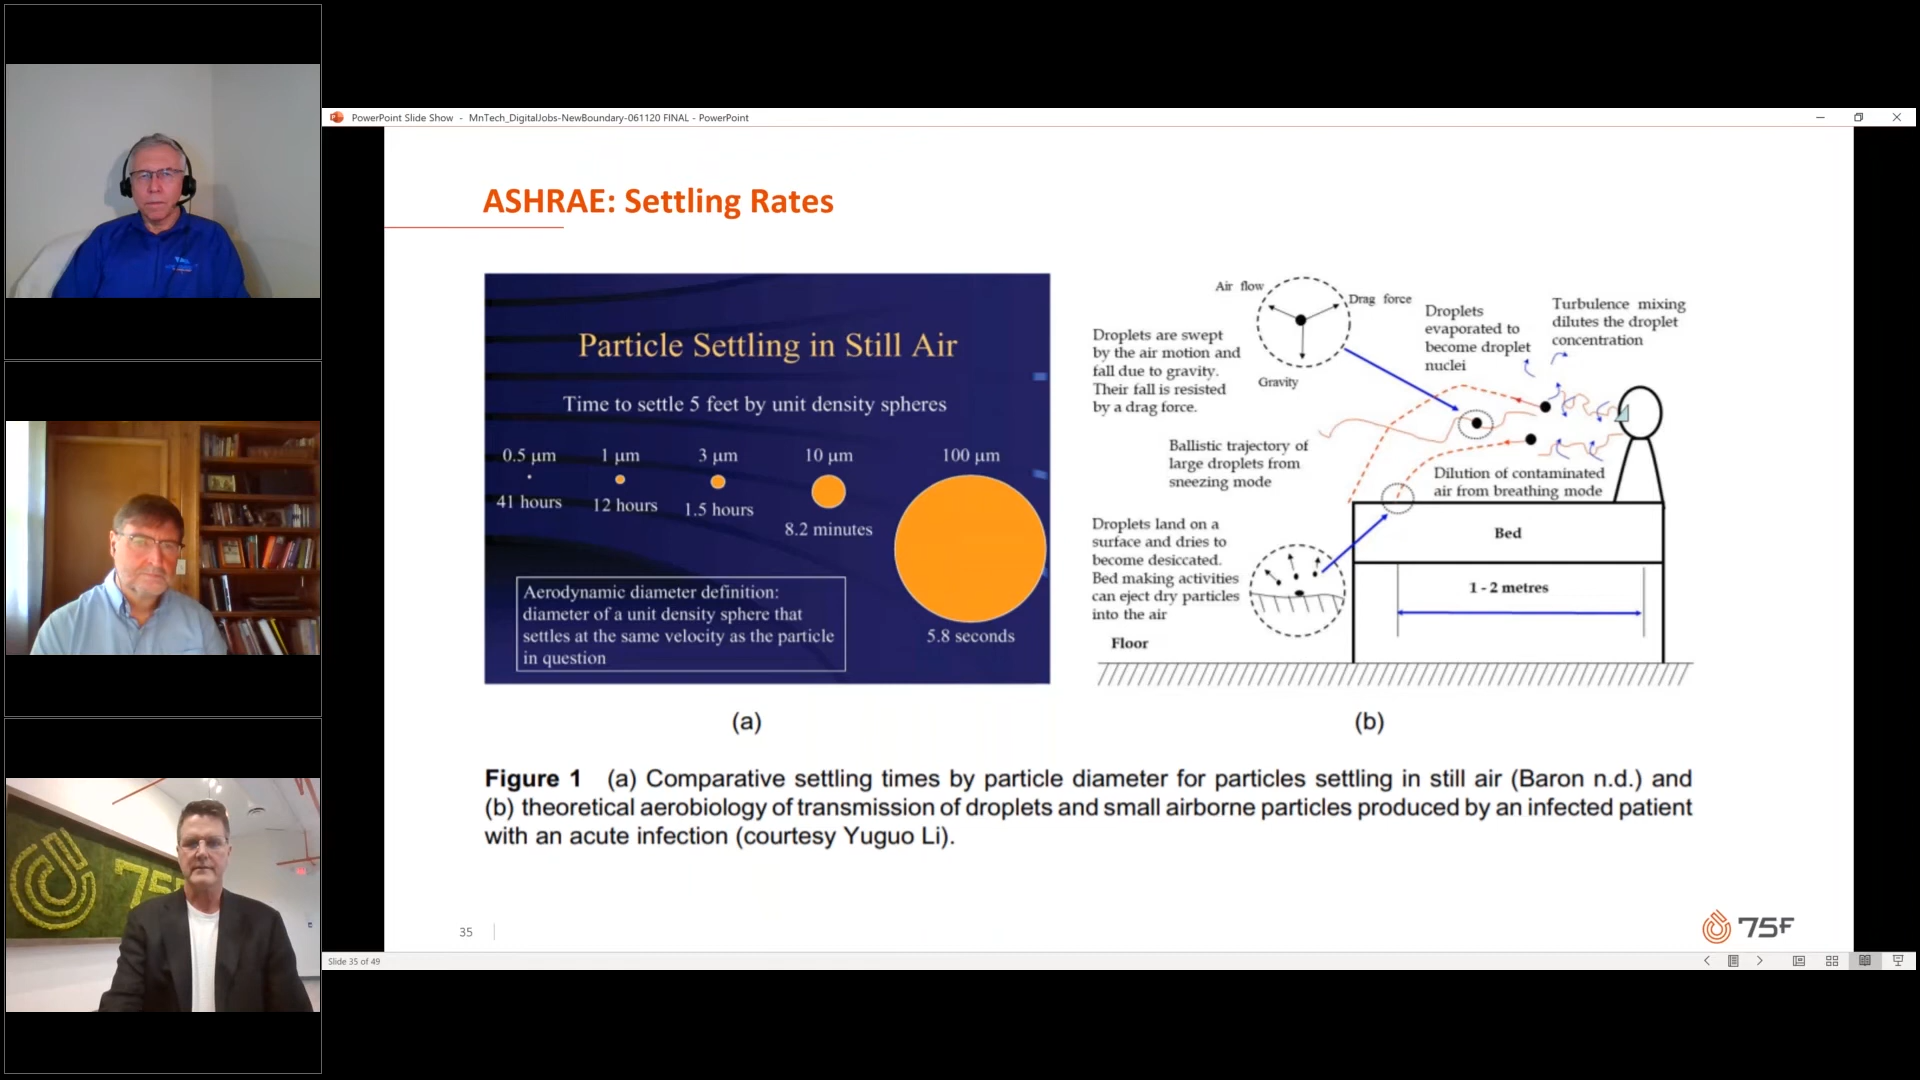 PowerPoint Slide Show - MnTech_DigitalJobs-NewBoundary-061120 FINAL - PowerPoint
ASHRAE: Settling Rates
Particle Settling in Still Air
Time to settle 5 feet by unit density spheres
0.5 µm
1 µm
3 µm
10 µm
100 µm
41 hours
12 hours
1.5 hours
8.2 minutes
5.8 seconds
Aerodynamic diameter definition:
diameter of a unit density sphere that
settles at the same velocity as the particle
in question
(a)
Air flow
Drag force
Gravity
Droplets are swept
by the air motion and
fall due to gravity.
Their fall is resisted
by a drag force.
Droplets
evaporated to
become droplet
nuclei
Turbulence mixing
dilutes the droplet
concentration
Ballistic trajectory of
large droplets from
sneezing mode
Dilution of contaminated
air from breathing mode
Droplets land on a
surface and dries to
become desiccated.
Bed making activities
can eject dry particles
into the air
Bed
1 - 2 metres
Floor
(b)
Figure 1 (a) Comparative settling times by particle diameter for particles settling in still air (Baron n.d.) and
(b) theoretical aerobiology of transmission of droplets and small airborne particles produced by an infected patient
with an acute infection (courtesy Yuguo Li).
35
75F
Slide 35 of 49
75F